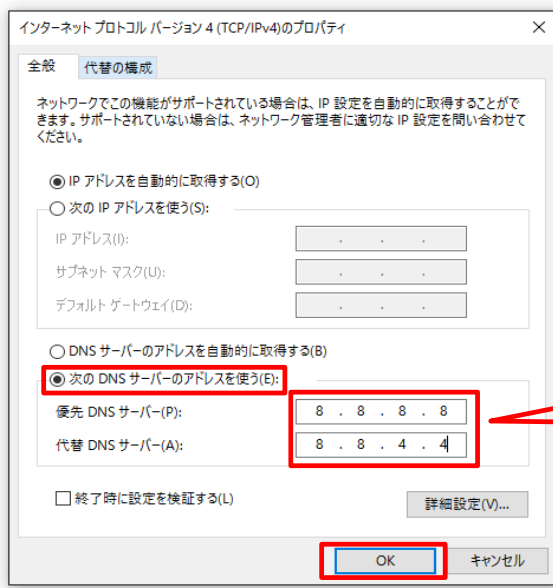 インターネット プロトコル バージョン 4 (TCP/IPv4)のプロパティ
全般 代替の構成
ネットワークでこの機能がサポートされている場合は、IP 設定を自動的に取得することがで
きます。サポートされていない場合は、ネットワーク管理者に適切な IP 設定を問い合わせて
ください。
IP アドレスを自動的に取得する(O)
次の IP アドレスを使う(S):
IP アドレス(I): . . .
サブネット マスク(U): . . .
デフォルト ゲートウェイ(D): . . .
DNS サーバーのアドレスを自動的に取得する(B)
次の DNS サーバーのアドレスを使う(E):
優先 DNS サーバー(P): 8 . 8 . 8 . 8
代替 DNS サーバー(A): 8 . 8 . 4 . 4
終了時に設定を検証する(L)
詳細設定(V)...
OK キャンセル